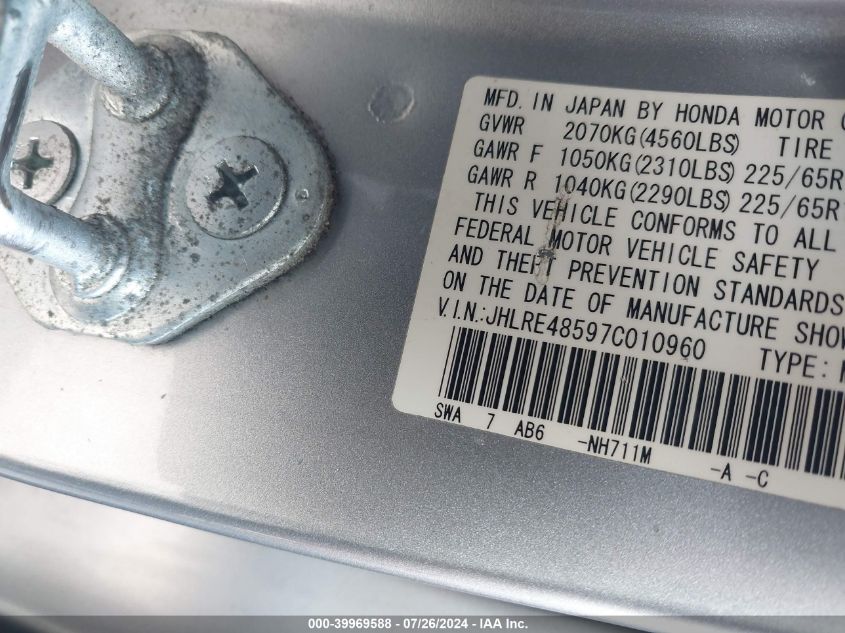 MFD. IN JAPAN BY HONDA MOTOR
GVWR 2070KG(4560LBS) TIRE
GAWR F 1050KG(2310LBS) 225/65R
GAWR R 1040KG(2290LBS) 225/65R
THIS VEHICLE CONFORMS TO ALL
FEDERAL MOTOR VEHICLE SAFETY
AND THEFT PREVENTION STANDARDS
ON THE DATE OF MANUFACTURE SHOW
V.I.N.:JHLRE48597C010960 TYPE:
SWA 7 AB6 -NH711M -A -C
000-39969588 - 07/26/2024 - IAA Inc.